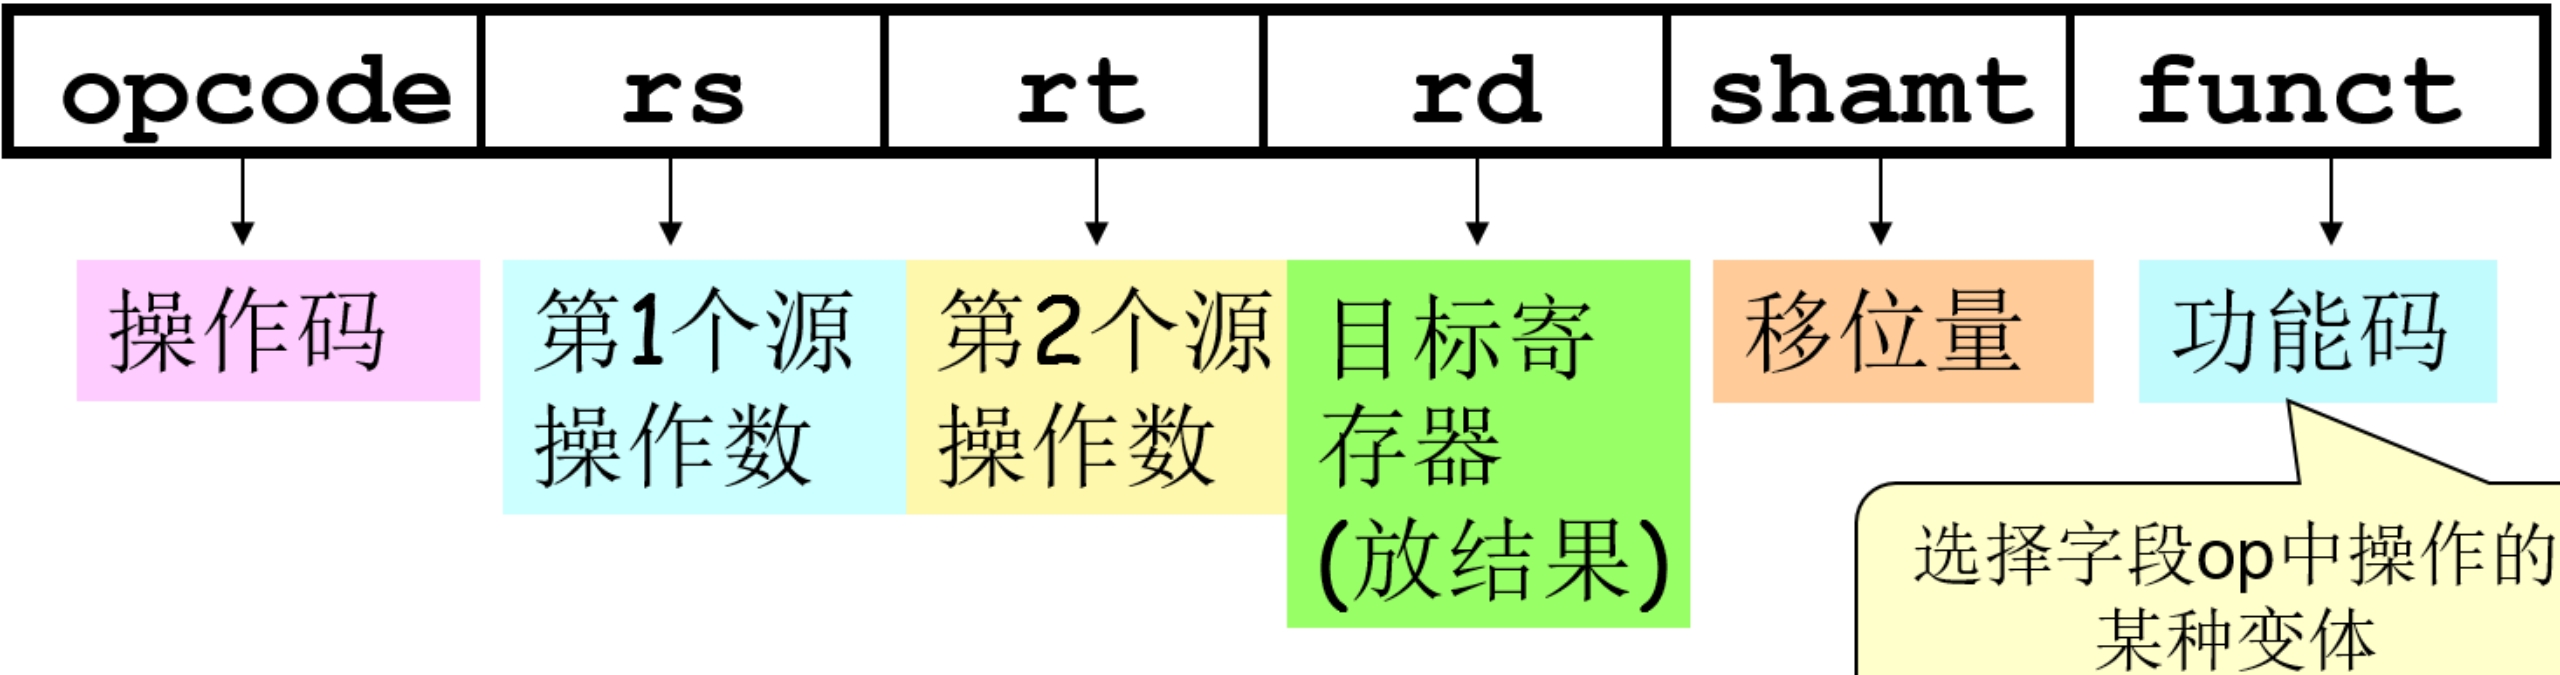 opcode rs rt rd shamt funct
操作码
第1个源
操作数
第2个源
操作数
目标寄
存器
(放结果)
移位量
功能码
选择字段op中操作的
某种变体